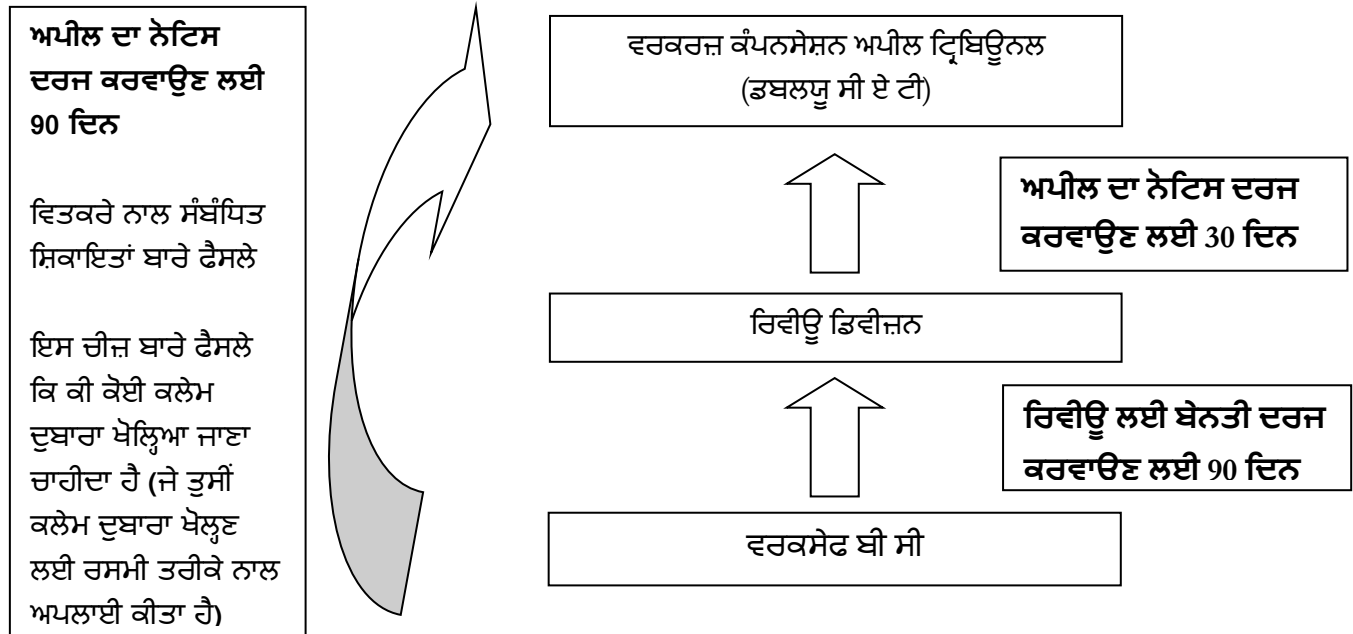 ਅਪੀਲ ਦਾ ਨੋਟਿਸ
ਦਰਜ ਕਰਵਾਉਣ ਲਈ
90 ਦਿਨ
ਵਿਤਕਰੇ ਨਾਲ ਸੰਬੰਧਿਤ
ਸ਼ਿਕਾਇਤਾਂ ਬਾਰੇ ਫੈਸਲੇ
ਇਸ ਚੀਜ਼ ਬਾਰੇ ਫੈਸਲੇ
ਕਿ ਕੀ ਕੋਈ ਕਲੇਮ
ਦੁਬਾਰਾ ਖੋਲ੍ਹਿਆ ਜਾਣਾ
ਚਾਹੀਦਾ ਹੈ (ਜੇ ਤੁਸੀਂ
ਕਲੇਮ ਦੁਬਾਰਾ ਖੋਲ੍ਹਣ
ਲਈ ਰਸਮੀ ਤਰੀਕੇ ਨਾਲ
ਅਪਲਾਈ ਕੀਤਾ ਹੈ)
ਵਰਕਰਜ਼ ਕੰਪਨਸੇਸ਼ਨ ਅਪੀਲ ਟ੍ਰਿਬਿਊਨਲ
(ਡਬਲਯੂ ਸੀ ਏ ਟੀ)
ਅਪੀਲ ਦਾ ਨੋਟਿਸ ਦਰਜ
ਕਰਵਾਉਣ ਲਈ 30 ਦਿਨ
ਰਿਵੀਊ ਡਿਵੀਜ਼ਨ
ਰਿਵੀਊ ਲਈ ਬੇਨਤੀ ਦਰਜ
ਕਰਵਾੳਣ ਲਈ 90 ਦਿਨ
ਵਰਕਸੇਫ ਬੀ ਸੀ